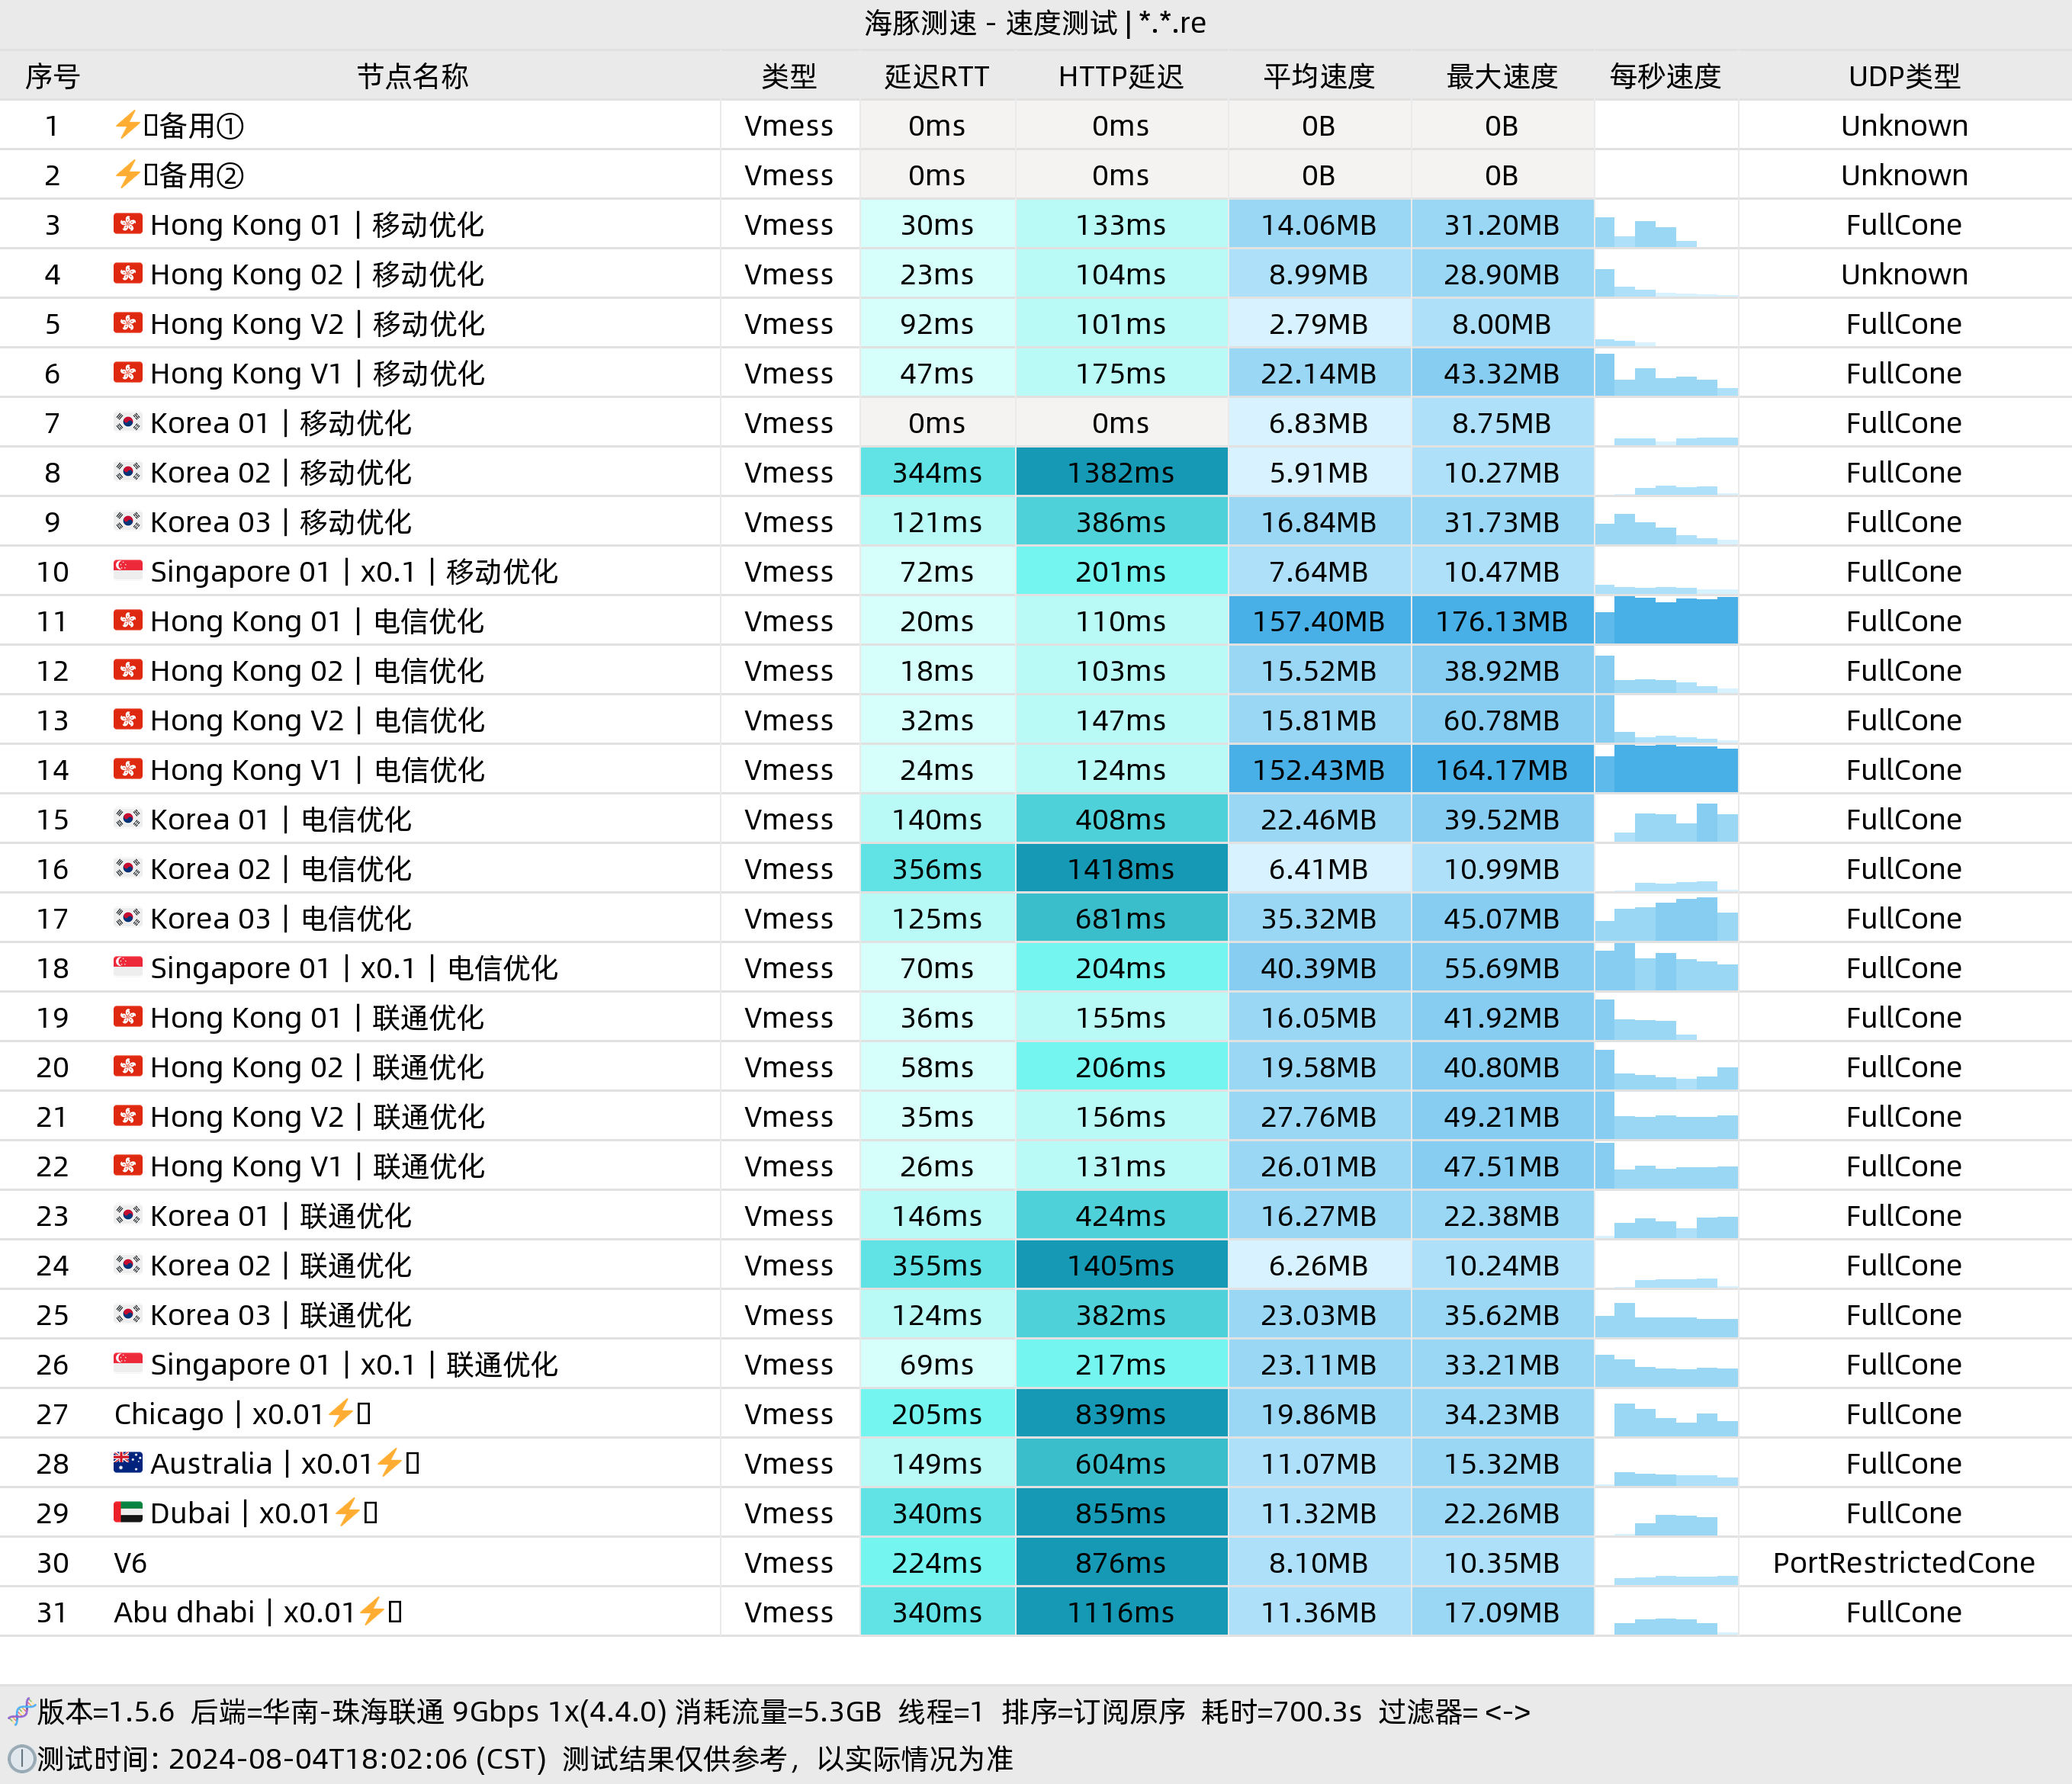 海豚测速 - 速度测试 | *.*.re
序号 节点名称 类型 延迟RTT HTTP延迟 平均速度 最大速度 每秒速度 UDP类型
1 ⚡备用① Vmess 0ms 0ms 0B 0B Unknown
2 ⚡备用② Vmess 0ms 0ms 0B 0B Unknown
3 🇭🇰 Hong Kong 01 | 移动优化 Vmess 30ms 133ms 14.06MB 31.20MB FullCone
4 🇭🇰 Hong Kong 02 | 移动优化 Vmess 23ms 104ms 8.99MB 28.90MB Unknown
5 🇭🇰 Hong Kong V2 | 移动优化 Vmess 92ms 101ms 2.79MB 8.00MB FullCone
6 🇭🇰 Hong Kong V1 | 移动优化 Vmess 47ms 175ms 22.14MB 43.32MB FullCone
7 🇰🇷 Korea 01 | 移动优化 Vmess 0ms 0ms 6.83MB 8.75MB FullCone
8 🇰🇷 Korea 02 | 移动优化 Vmess 344ms 1382ms 5.91MB 10.27MB FullCone
9 🇰🇷 Korea 03 | 移动优化 Vmess 121ms 386ms 16.84MB 31.73MB FullCone
10 🇸🇬 Singapore 01 | x0.1 | 移动优化 Vmess 72ms 201ms 7.64MB 10.47MB FullCone
11 🇭🇰 Hong Kong 01 | 电信优化 Vmess 20ms 110ms 157.40MB 176.13MB FullCone
12 🇭🇰 Hong Kong 02 | 电信优化 Vmess 18ms 103ms 15.52MB 38.92MB FullCone
13 🇭🇰 Hong Kong V2 | 电信优化 Vmess 32ms 147ms 15.81MB 60.78MB FullCone
14 🇭🇰 Hong Kong V1 | 电信优化 Vmess 24ms 124ms 152.43MB 164.17MB FullCone
15 🇰🇷 Korea 01 | 电信优化 Vmess 140ms 408ms 22.46MB 39.52MB FullCone
16 🇰🇷 Korea 02 | 电信优化 Vmess 356ms 1418ms 6.41MB 10.99MB FullCone
17 🇰🇷 Korea 03 | 电信优化 Vmess 125ms 681ms 35.32MB 45.07MB FullCone
18 🇸🇬 Singapore 01 | x0.1 | 电信优化 Vmess 70ms 204ms 40.39MB 55.69MB FullCone
19 🇭🇰 Hong Kong 01 | 联通优化 Vmess 36ms 155ms 16.05MB 41.92MB FullCone
20 🇭🇰 Hong Kong 02 | 联通优化 Vmess 58ms 206ms 19.58MB 40.80MB FullCone
21 🇭🇰 Hong Kong V2 | 联通优化 Vmess 35ms 156ms 27.76MB 49.21MB FullCone
22 🇭🇰 Hong Kong V1 | 联通优化 Vmess 26ms 131ms 26.01MB 47.51MB FullCone
23 🇰🇷 Korea 01 | 联通优化 Vmess 146ms 424ms 16.27MB 22.38MB FullCone
24 🇰🇷 Korea 02 | 联通优化 Vmess 355ms 1405ms 6.26MB 10.24MB FullCone
25 🇰🇷 Korea 03 | 联通优化 Vmess 124ms 382ms 23.03MB 35.62MB FullCone
26 🇸🇬 Singapore 01 | x0.1 | 联通优化 Vmess 69ms 217ms 23.11MB 33.21MB FullCone
27 Chicago | x0.01⚡ Vmess 205ms 839ms 19.86MB 34.23MB FullCone
28 🇦🇺 Australia | x0.01⚡ Vmess 149ms 604ms 11.07MB 15.32MB FullCone
29 🇦🇪 Dubai | x0.01⚡ Vmess 340ms 855ms 11.32MB 22.26MB FullCone
30 V6 Vmess 224ms 876ms 8.10MB 10.35MB PortRestrictedCone
31 Abu dhabi | x0.01⚡ Vmess 340ms 1116ms 11.36MB 17.09MB FullCone
🧬版本=1.5.6 后端=华南-珠海联通 9Gbps 1x(4.4.0) 消耗流量=5.3GB 线程=1 排序=订阅原序 耗时=700.3s 过滤器= <->
测试时间: 2024-08-04T18:02:06 (CST) 测试结果仅供参考，以实际情况为准